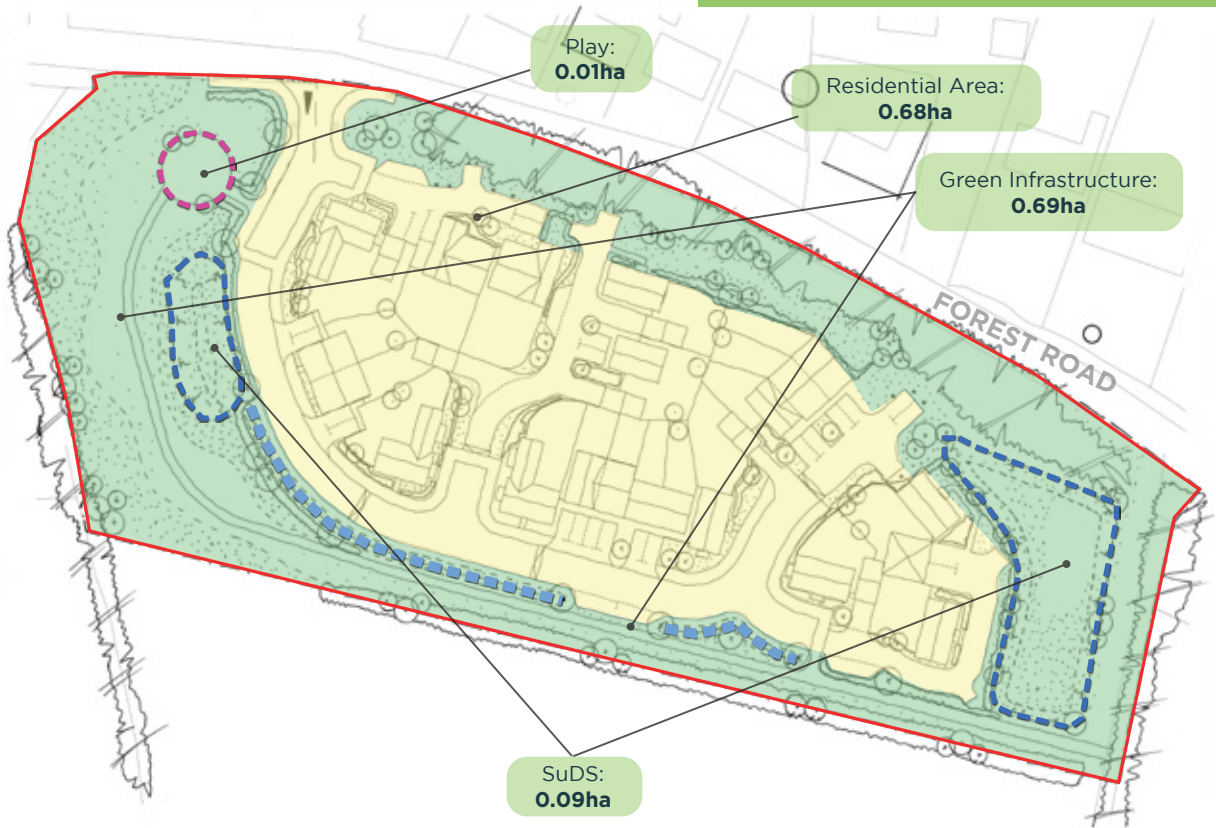 Play:
0.01ha
Residential Area:
0.68ha
Green Infrastructure:
0.69ha
FOREST ROAD
SuDS:
0.09ha